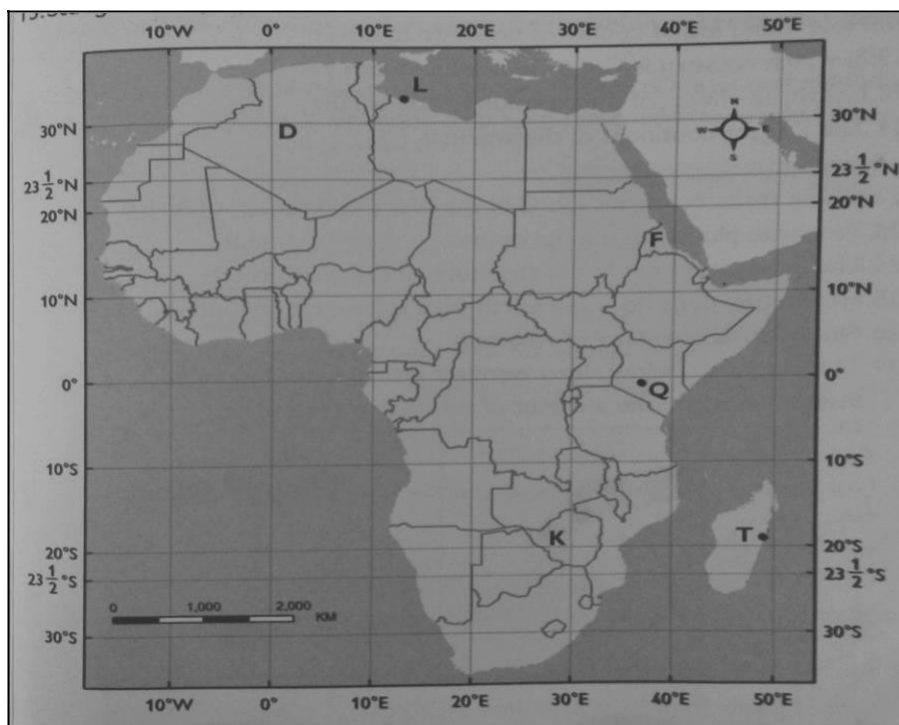 10°W 0° 10°E 20°E 30°E 40°E 50°E
L
30°N D 30°N
N
W E
S
23 1/2 °N 23 1/2 °N
20°N 20°N
F
10°N 10°N
0° Q 0°
10°S 10°S
K T
20°S 20°S
23 1/2 °S 23 1/2 °S
0 1,000 2,000
KM
30°S 30°S
10°W 0° 10°E 20°E 30°E 40°E 50°E